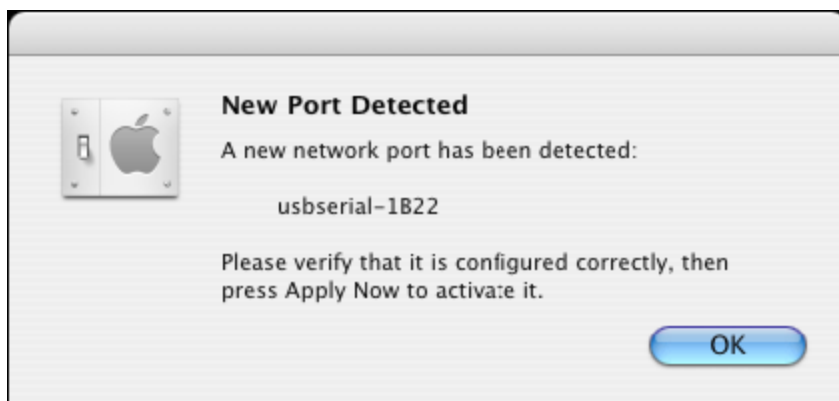 New Port Detected
A new network port has been detected:
usbserial-1B22
Please verify that it is configured correctly, then
press Apply Now to activate it.
OK